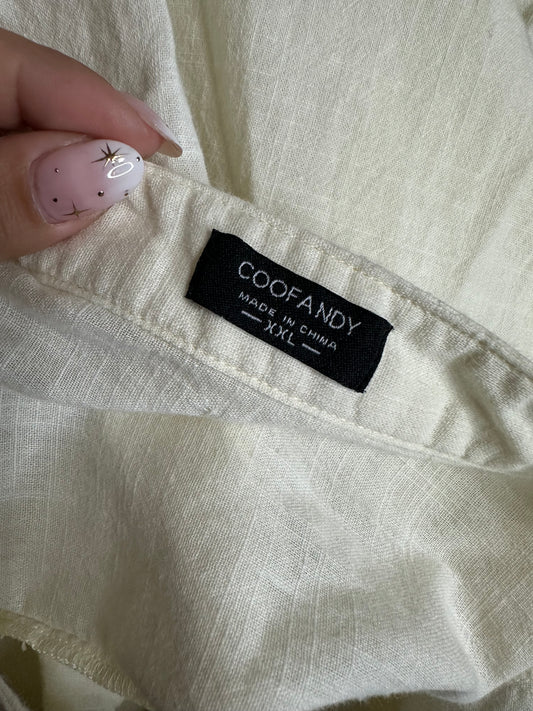 COOFANDY
MADE IN CHINA
— XXL —